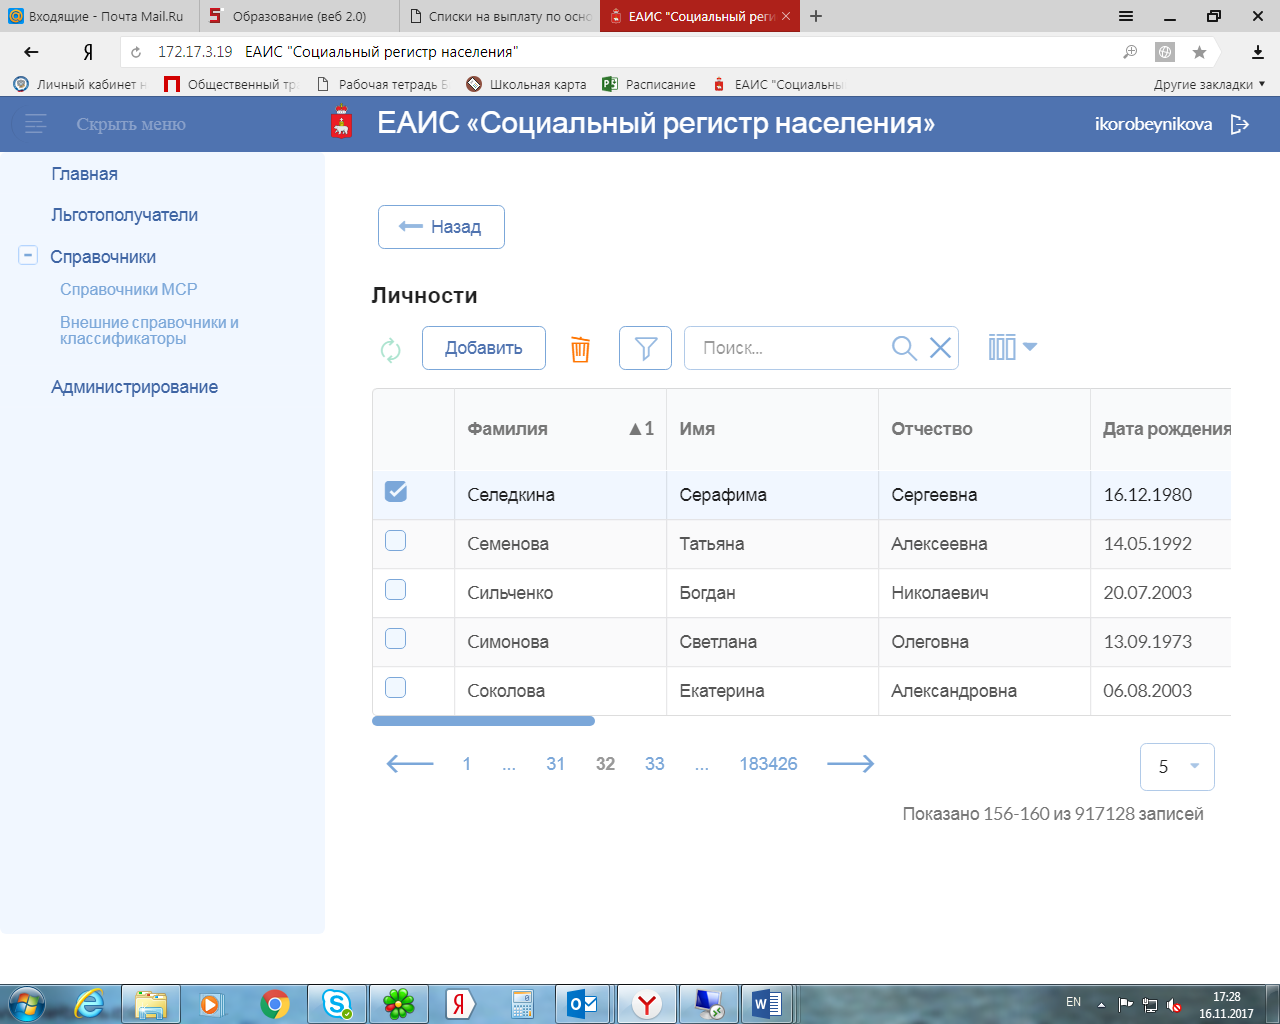 Входящие - Почта Mail.Ru
Образование (веб 2.0)
Списки на выплату по осно
ЕАИС "Социальный реги
172.17.3.19 ЕАИС "Социальный регистр населения"
Личный кабинет н
Общественный тра
Рабочая тетрадь Б
Школьная карта
Расписание
ЕАИС "Социальны
Другие закладки
Скрыть меню
ЕАИС «Социальный регистр населения»
ikorobeynikova
Главная
Льготополучатели
Справочники
Справочники МСР
Внешние справочники и
классификаторы
Администрирование
Назад
Личности
Добавить
Поиск...
Фамилия ▲1 Имя Отчество Дата рождения
Селедкина Серафима Сергеевна 16.12.1980
Семенова Татьяна Алексеевна 14.05.1992
Сильченко Богдан Николаевич 20.07.2003
Симонова Светлана Олеговна 13.09.1973
Соколова Екатерина Александровна 06.08.2003
1 ... 31 32 33 ... 183426
5
Показано 156-160 из 917128 записей
EN
17:28
16.11.2017